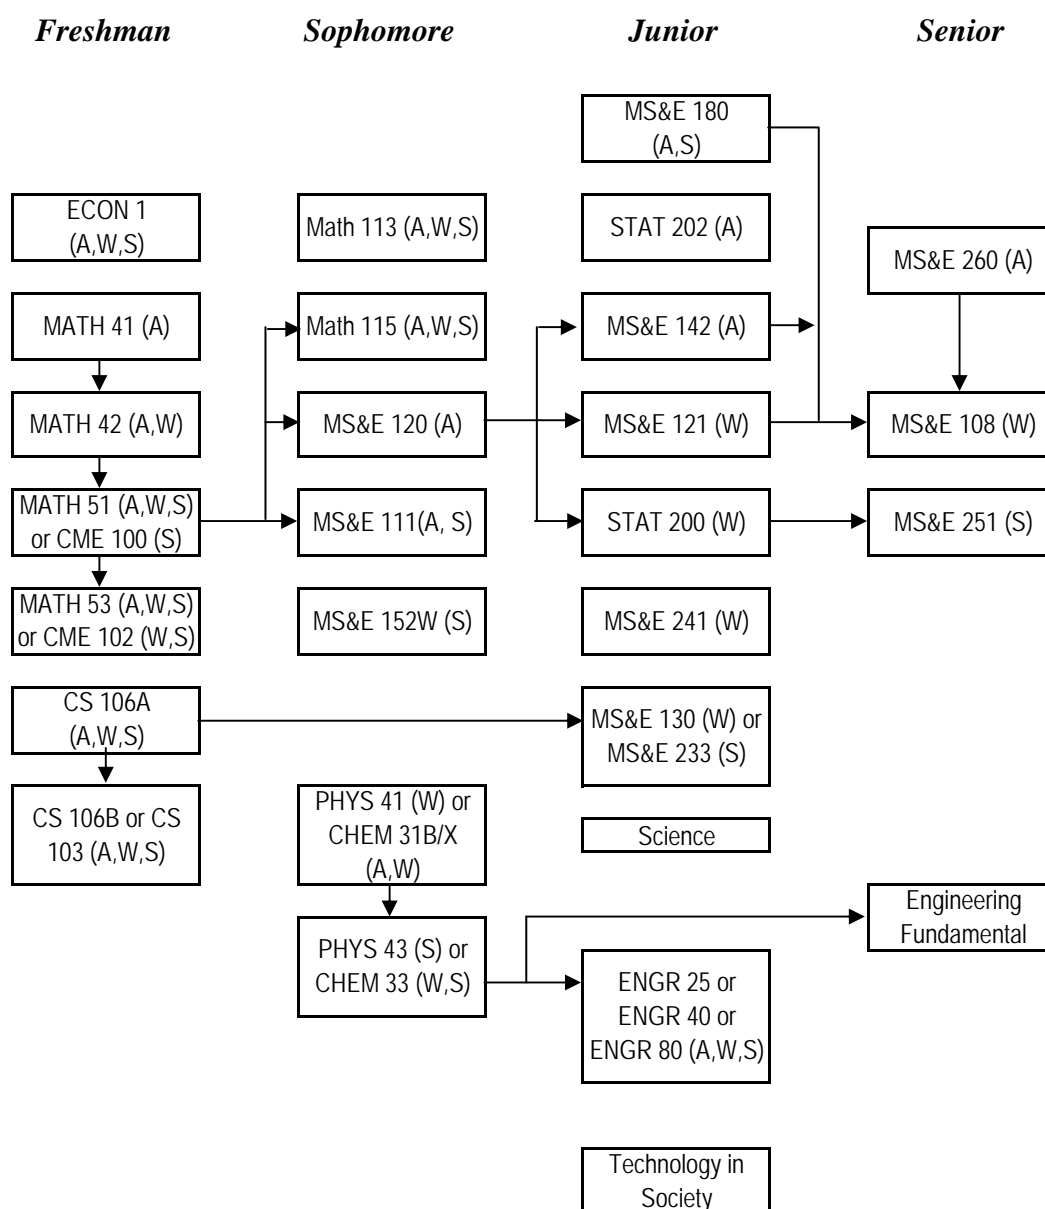 Freshman
Sophomore
Junior
Senior
MS&E 180
(A,S)
ECON 1
(A,W,S)
Math 113 (A,W,S)
STAT 202 (A)
MS&E 260 (A)
MATH 41 (A)
Math 115 (A,W,S)
MS&E 142 (A)
MATH 42 (A,W)
MS&E 120 (A)
MS&E 121 (W)
MS&E 108 (W)
MATH 51 (A,W,S)
or CME 100 (S)
MS&E 111(A, S)
STAT 200 (W)
MS&E 251 (S)
MATH 53 (A,W,S)
or CME 102 (W,S)
MS&E 152W (S)
MS&E 241 (W)
CS 106A
(A,W,S)
MS&E 130 (W) or
MS&E 233 (S)
CS 106B or CS
103 (A,W,S)
PHYS 41 (W) or
CHEM 31B/X
(A,W)
Science
Engineering
Fundamental
PHYS 43 (S) or
CHEM 33 (W,S)
ENGR 25 or
ENGR 40 or
ENGR 80 (A,W,S)
Technology in
Society